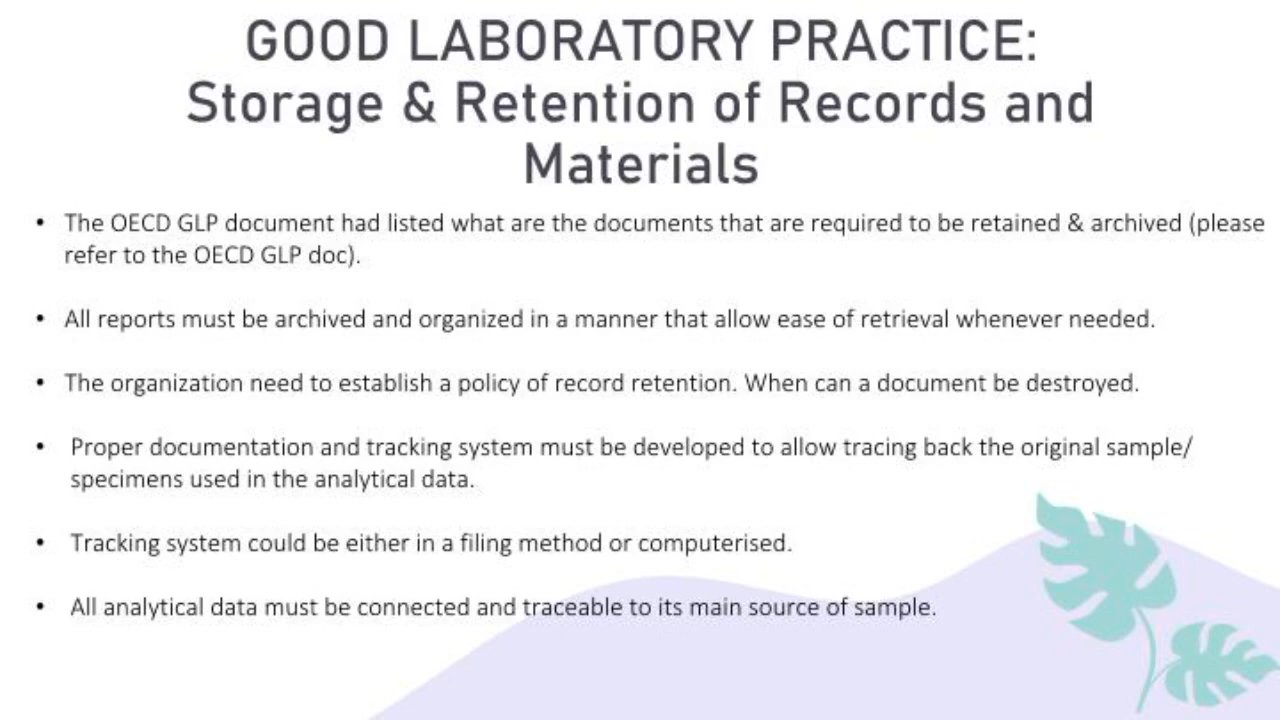 GOOD LABORATORY PRACTICE:
Storage & Retention of Records and
Materials
• The OECD GLP document had listed what are the documents that are required to be retained & archived (please
refer to the OECD GLP doc).
• All reports must be archived and organized in a manner that allow ease of retrieval whenever needed.
• The organization need to establish a policy of record retention. When can a document be destroyed.
• Proper documentation and tracking system must be developed to allow tracing back the original sample/
specimens used in the analytical data.
• Tracking system could be either in a filing method or computerised.
• All analytical data must be connected and traceable to its main source of sample.